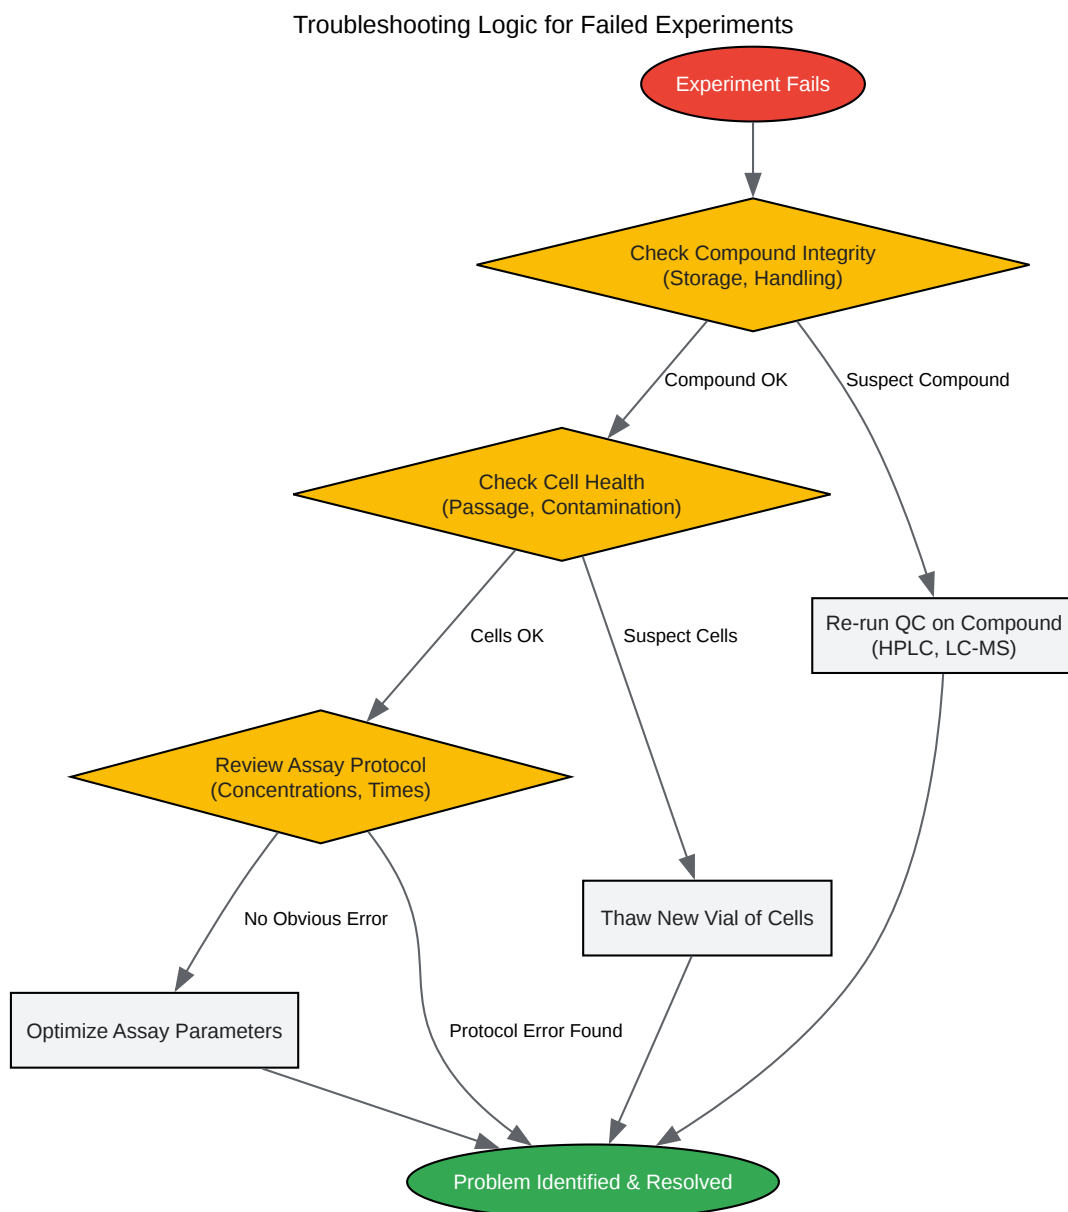 Troubleshooting Logic for Failed Experiments
Experiment Fails
Check Compound Integrity
(Storage, Handling)
Compound OK
Suspect Compound
Check Cell Health
(Passage, Contamination)
Cells OK
Suspect Cells
Re-run QC on Compound
(HPLC, LC-MS)
Review Assay Protocol
(Concentrations, Times)
No Obvious Error
Thaw New Vial of Cells
Optimize Assay Parameters
Protocol Error Found
Problem Identified & Resolved